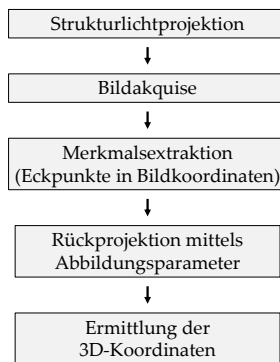 Strukturlichtprojektion
Bildakquise
Merkmalsextraktion
(Eckpunkte in Bildkoordinaten)
Rückprojektion mittels
Abbildungsparameter
Ermittlung der
3D-Koordinaten